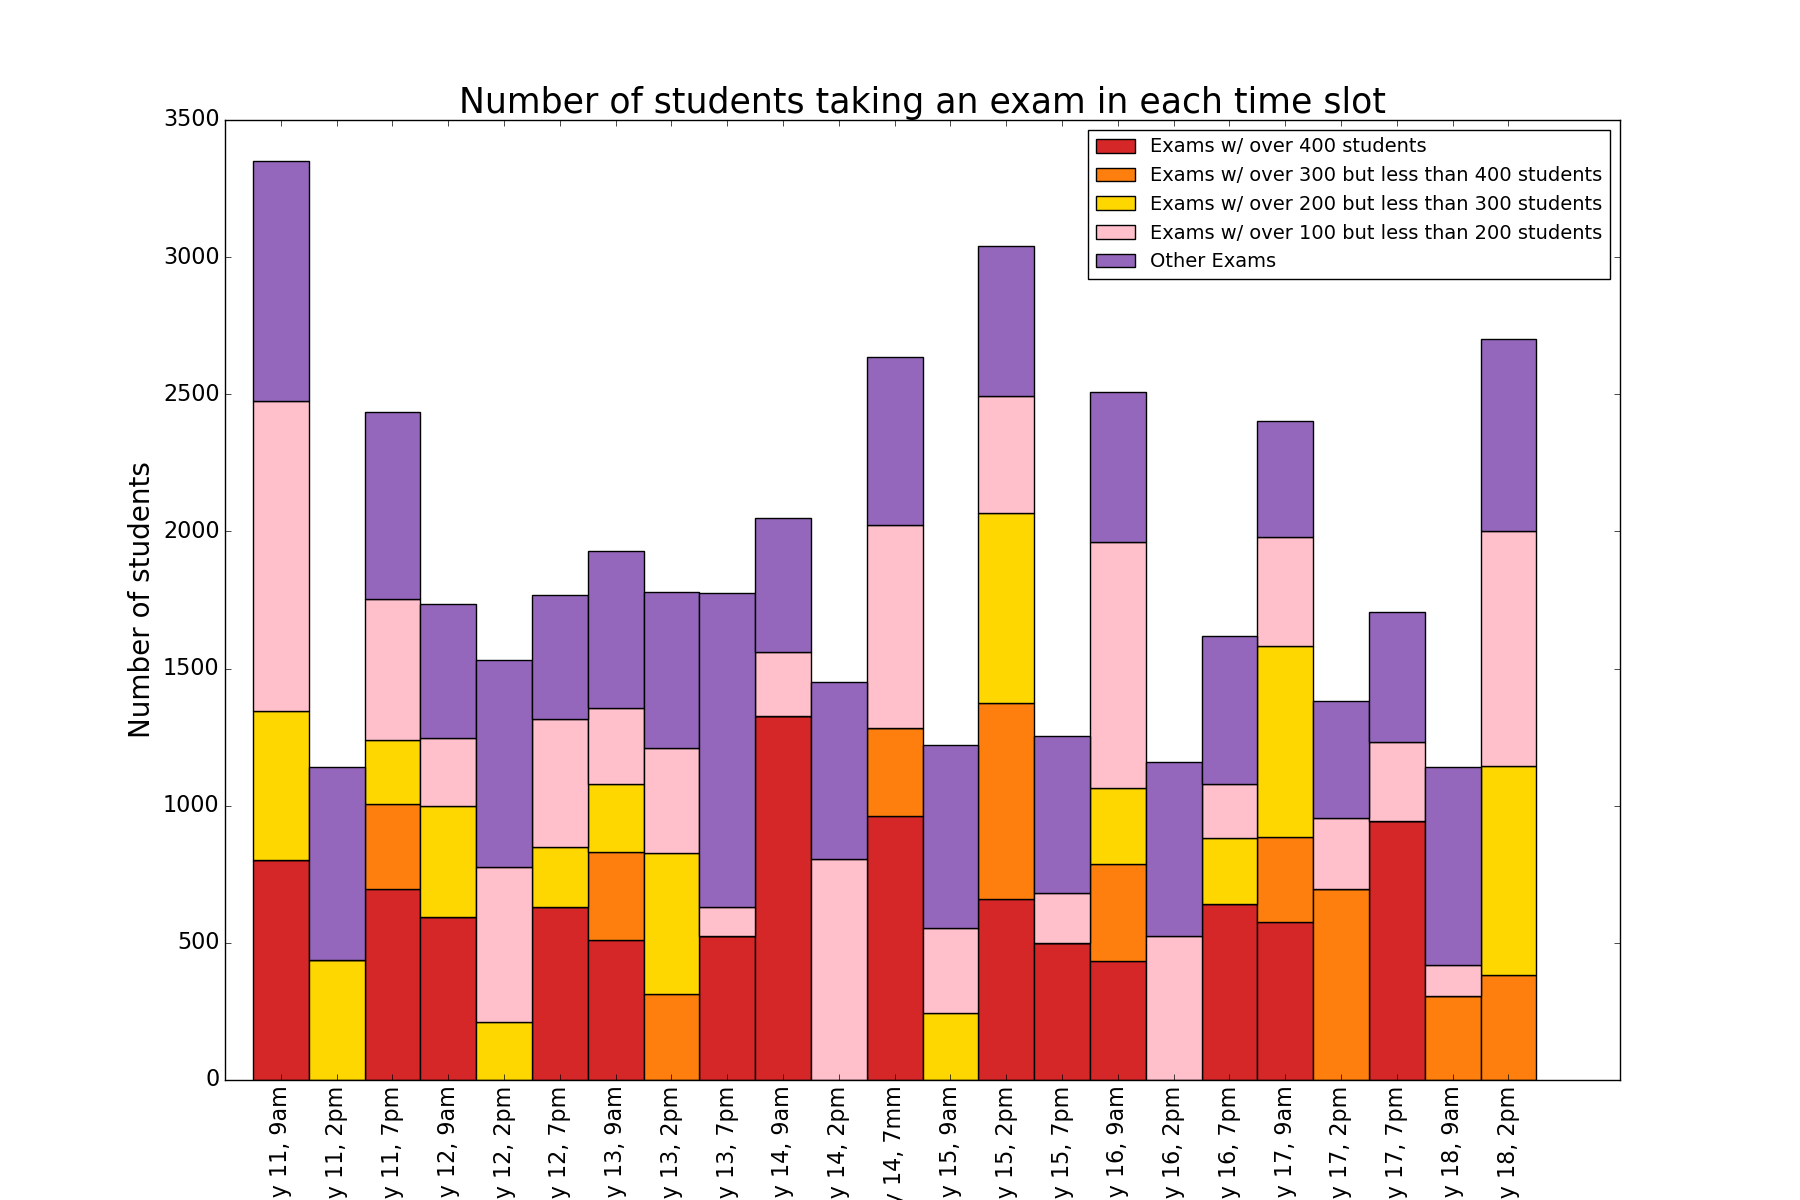 Number of students taking an exam in each time slot
Exams w/ over 400 students
Exams w/ over 300 but less than 400 students
Exams w/ over 200 but less than 300 students
Exams w/ over 100 but less than 200 students
Other Exams
Number of students
3500
3000
2500
2000
1500
1000
500
0
y 11, 9am
y 11, 2pm
y 11, 7pm
y 12, 9am
y 12, 2pm
y 12, 7pm
y 13, 9am
y 13, 2pm
y 13, 7pm
y 14, 9am
y 14, 2pm
y 14, 7mm
y 15, 9am
y 15, 2pm
y 15, 7pm
y 16, 9am
y 16, 2pm
y 16, 7pm
y 17, 9am
y 17, 2pm
y 17, 7pm
y 18, 9am
y 18, 2pm